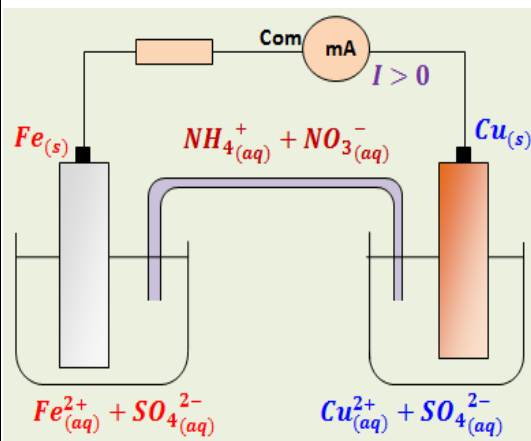 Com
mA
I > 0
Fe₍ₛ₎
NH₄⁺₍aq₎ + NO₃⁻₍aq₎
Cu₍ₛ₎
Fe²⁺₍aq₎ + SO₄²⁻₍aq₎
Cu²⁺₍aq₎ + SO₄²⁻₍aq₎